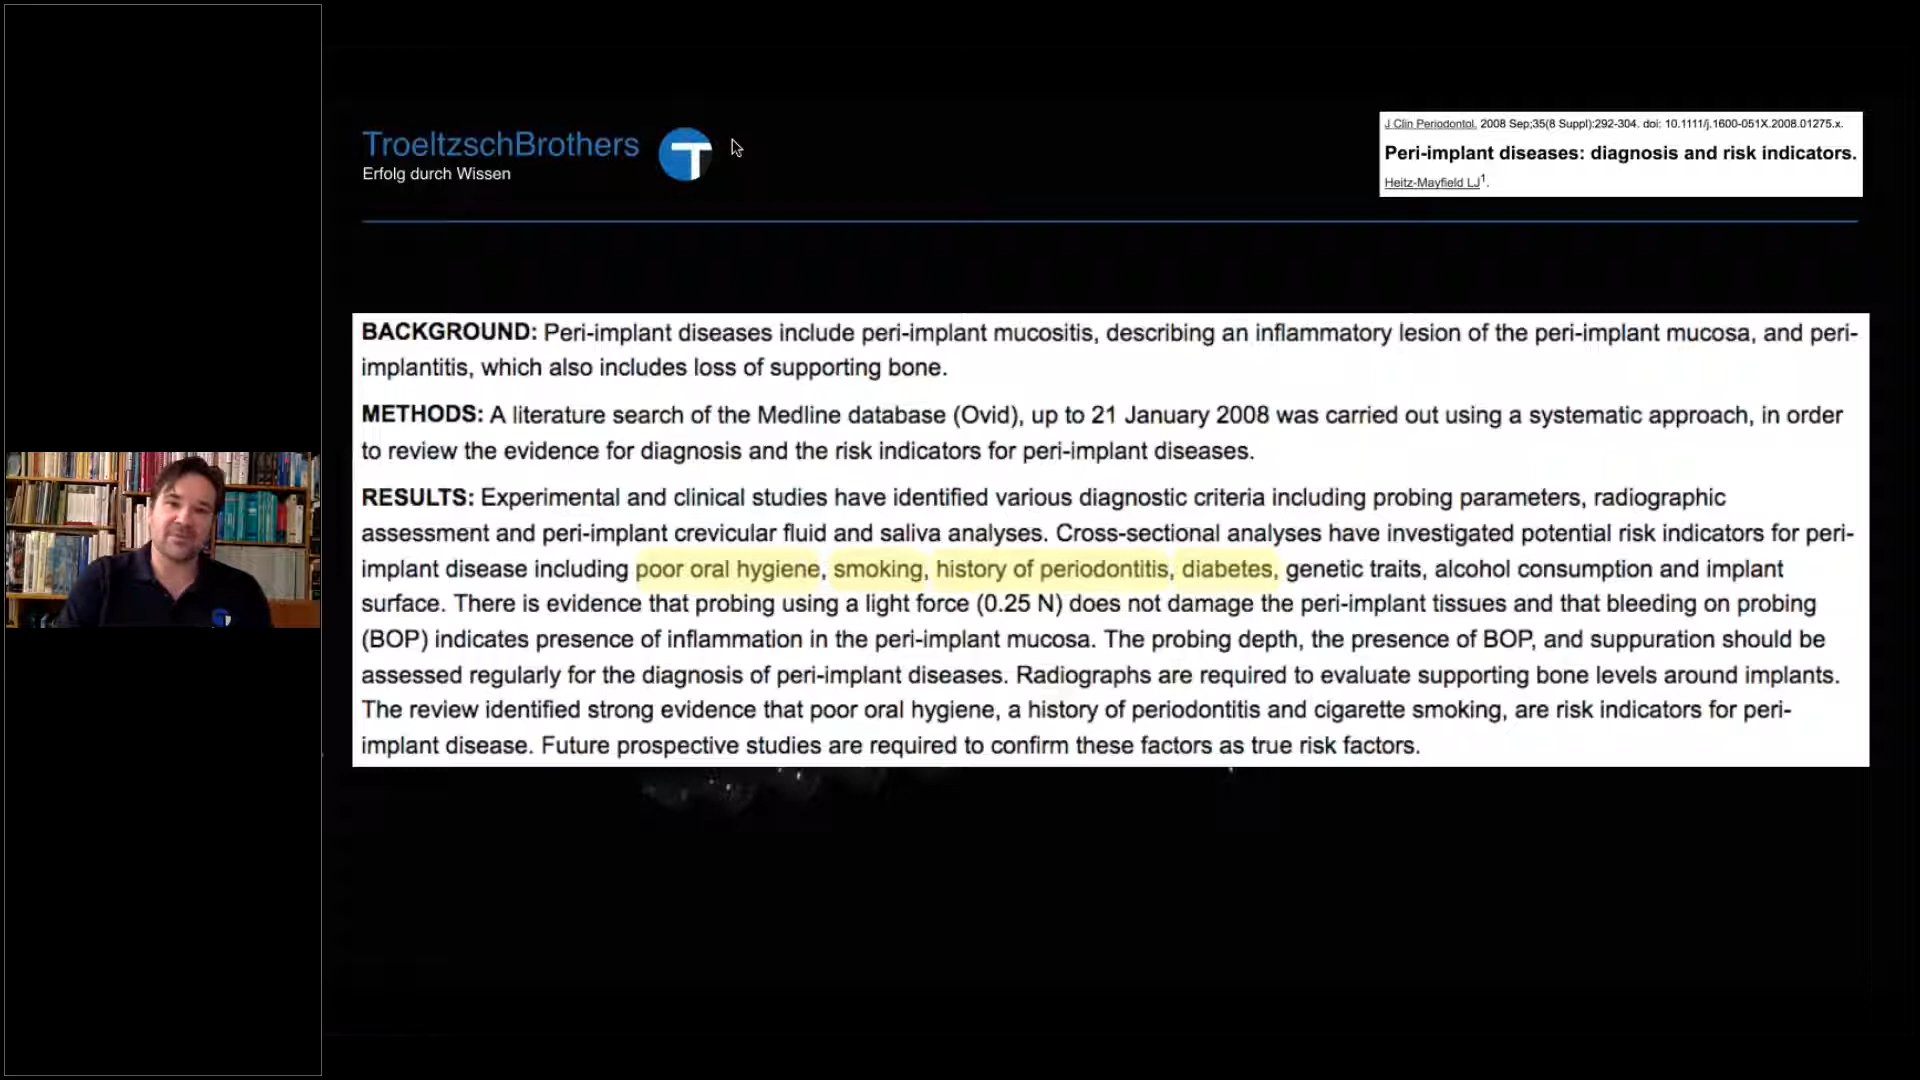 TroeltzschBrothers
Erfolg durch Wissen
T
J Clin Periodontol. 2008 Sep;35(8 Suppl):292-304. doi: 10.1111/j.1600-051X.2008.01275.x.
Peri-implant diseases: diagnosis and risk indicators.
Heitz-Mayfield LJ1.
BACKGROUND: Peri-implant diseases include peri-implant mucositis, describing an inflammatory lesion of the peri-implant mucosa, and peri-
implantitis, which also includes loss of supporting bone.
METHODS: A literature search of the Medline database (Ovid), up to 21 January 2008 was carried out using a systematic approach, in order
to review the evidence for diagnosis and the risk indicators for peri-implant diseases.
RESULTS: Experimental and clinical studies have identified various diagnostic criteria including probing parameters, radiographic
assessment and peri-implant crevicular fluid and saliva analyses. Cross-sectional analyses have investigated potential risk indicators for peri-
implant disease including poor oral hygiene, smoking, history of periodontitis, diabetes, genetic traits, alcohol consumption and implant
surface. There is evidence that probing using a light force (0.25 N) does not damage the peri-implant tissues and that bleeding on probing
(BOP) indicates presence of inflammation in the peri-implant mucosa. The probing depth, the presence of BOP, and suppuration should be
assessed regularly for the diagnosis of peri-implant diseases. Radiographs are required to evaluate supporting bone levels around implants.
The review identified strong evidence that poor oral hygiene, a history of periodontitis and cigarette smoking, are risk indicators for peri-
implant disease. Future prospective studies are required to confirm these factors as true risk factors.